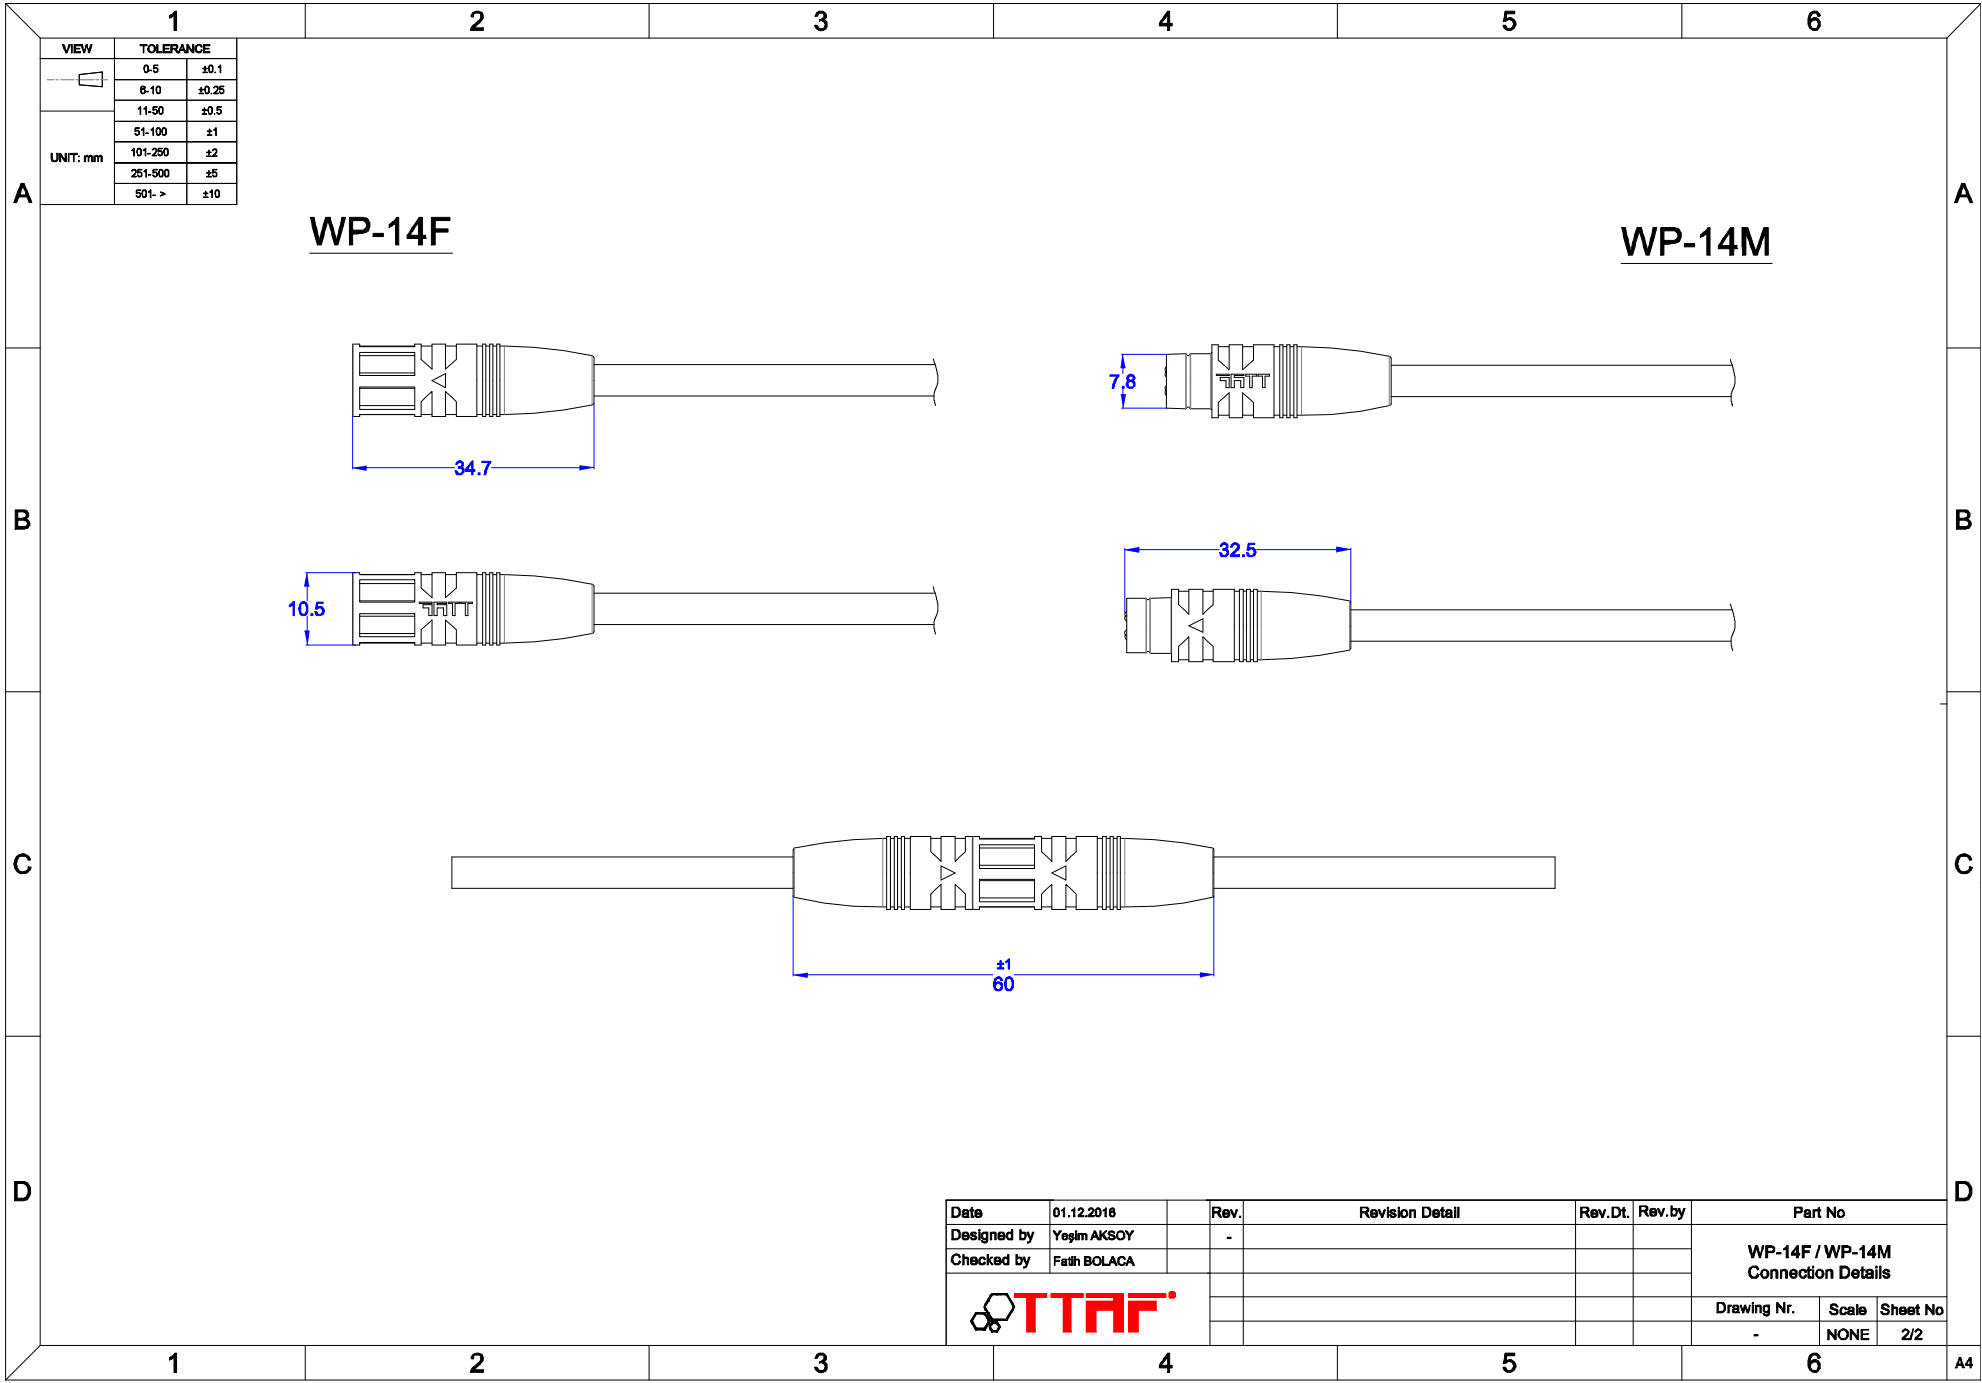 1 2 3 4 5 6
VIEW TOLERANCE
0-5 ±0.1
6-10 ±0.25
11-50 ±0.5
UNIT: mm
51-100 ±1
101-250 ±2
251-500 ±5
501- > ±10
A A
WP-14F WP-14M
7.8
TTAF
34.7
B B
32.5
10.5
TTAF
C C
±1
60
D D
Date 01.12.2016 Rev. Revision Detail Rev.Dt. Rev.by Part No
Designed by Yeşim AKSOY -
Checked by Fatih BOLACA
WP-14F / WP-14M
Connection Details
TTAF®
Drawing Nr. Scale Sheet No
- NONE 2/2
1 2 3 4 5 6 A4